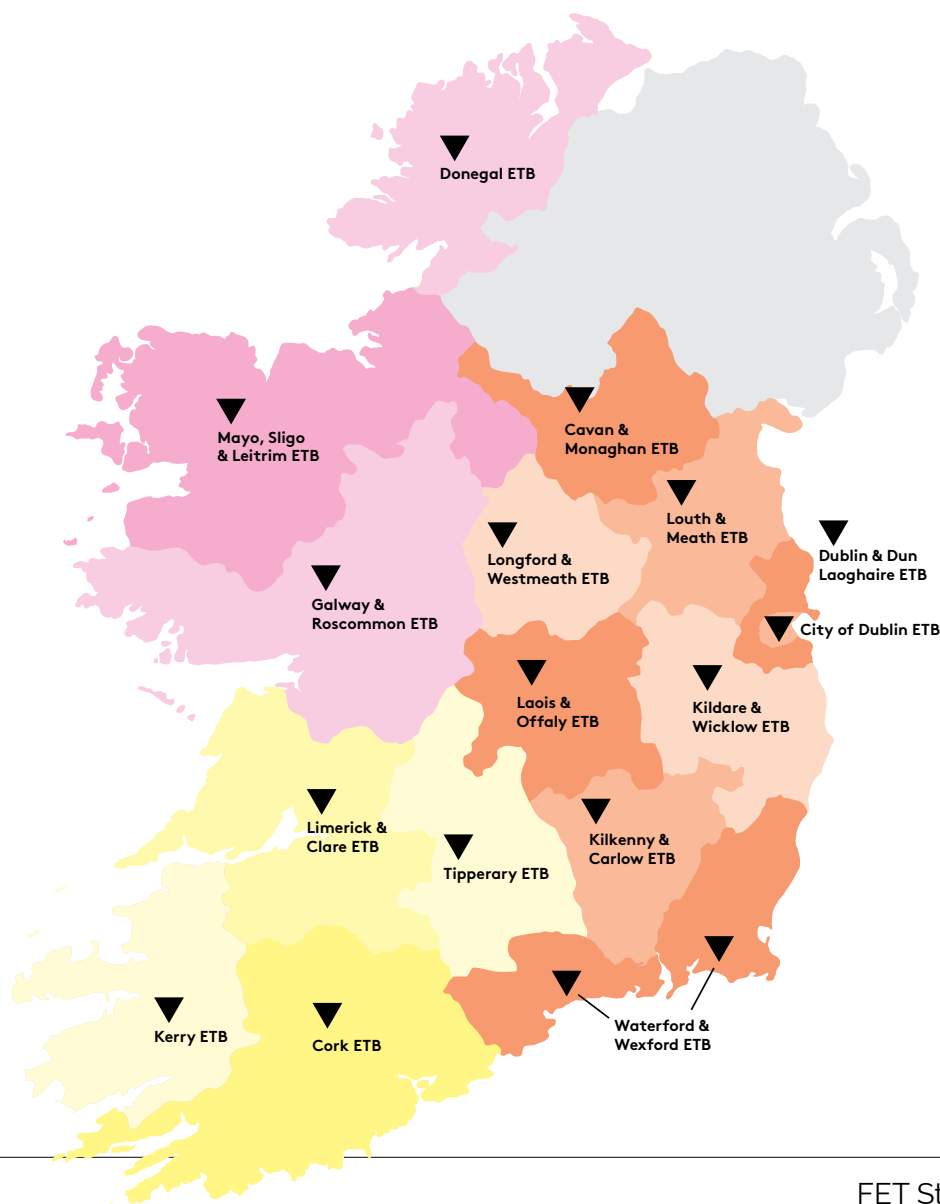 Donegal ETB
Mayo, Sligo
& Leitrim ETB
Cavan &
Monaghan ETB
Louth &
Meath ETB
Longford &
Westmeath ETB
Dublin & Dun
Laoghaire ETB
Galway &
Roscommon ETB
City of Dublin ETB
Laois &
Offaly ETB
Kildare &
Wicklow ETB
Limerick &
Clare ETB
Kilkenny &
Carlow ETB
Tipperary ETB
Kerry ETB
Cork ETB
Waterford &
Wexford ETB
FET St